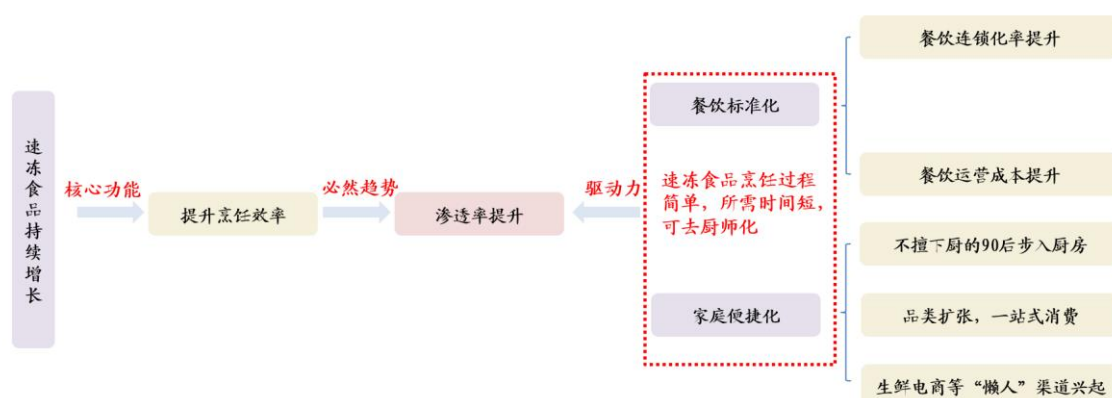 速冻食品持续增长
核心功能
提升烹饪效率
必然趋势
渗透率提升
驱动力
餐饮标准化
速冻食品烹饪过程
简单，所需时间短，
可去厨师化
家庭便捷化
餐饮连锁化率提升
餐饮运营成本提升
不擅下厨的90后步入厨房
品类扩张，一站式消费
生鲜电商等“懒人”渠道兴起